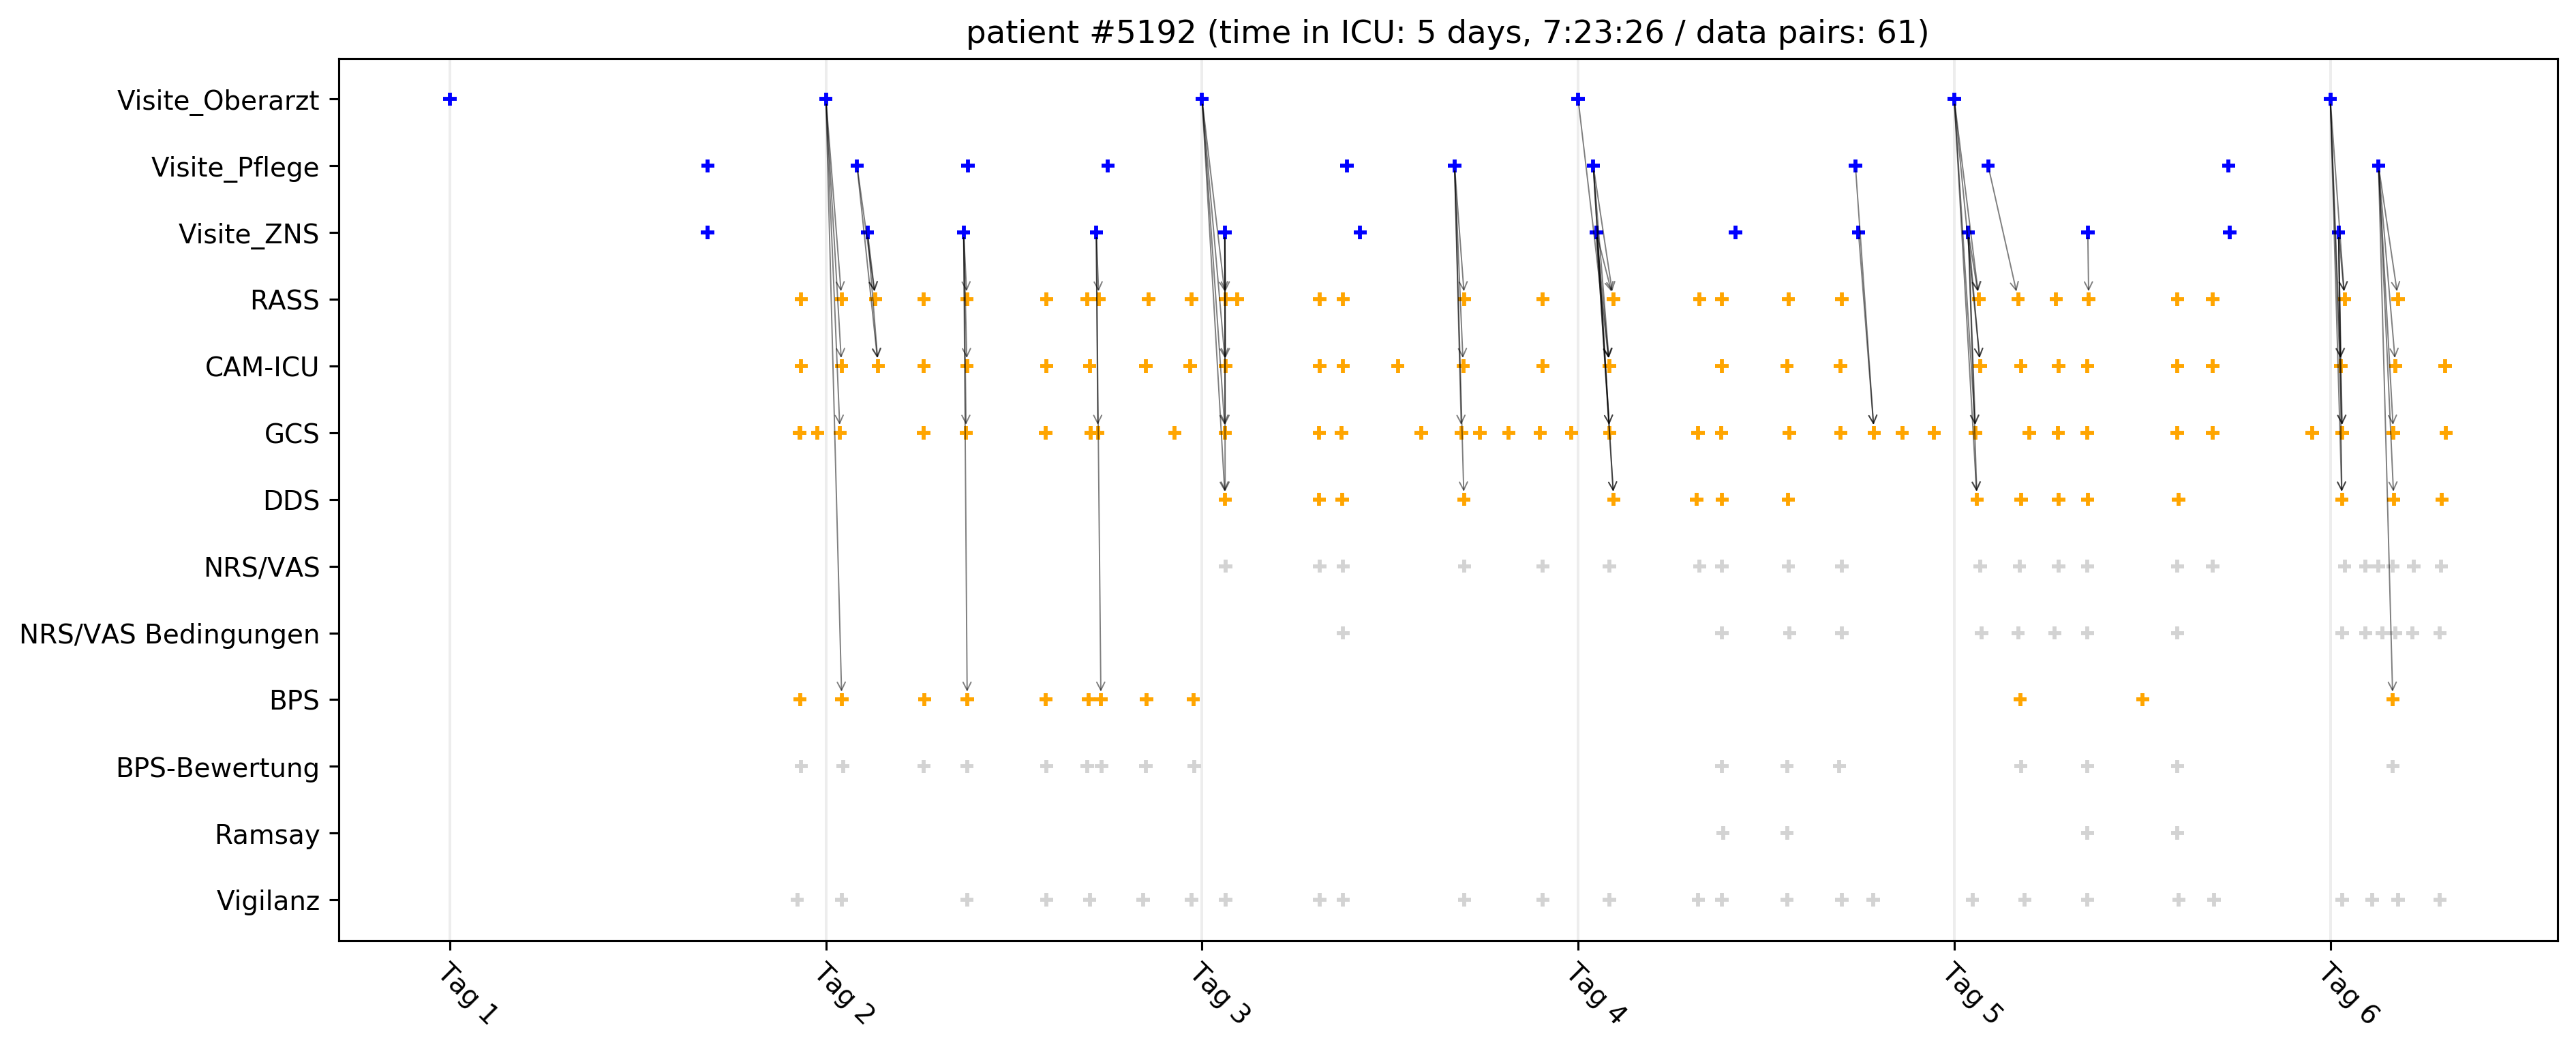 patient #5192 (time in ICU: 5 days, 7:23:26 / data pairs: 61)
Visite_Oberarzt
Visite_Pflege
Visite_ZNS
RASS
CAM-ICU
GCS
DDS
NRS/VAS
NRS/VAS Bedingungen
BPS
BPS-Bewertung
Ramsay
Vigilanz
Tag 1
Tag 2
Tag 3
Tag 4
Tag 5
Tag 6